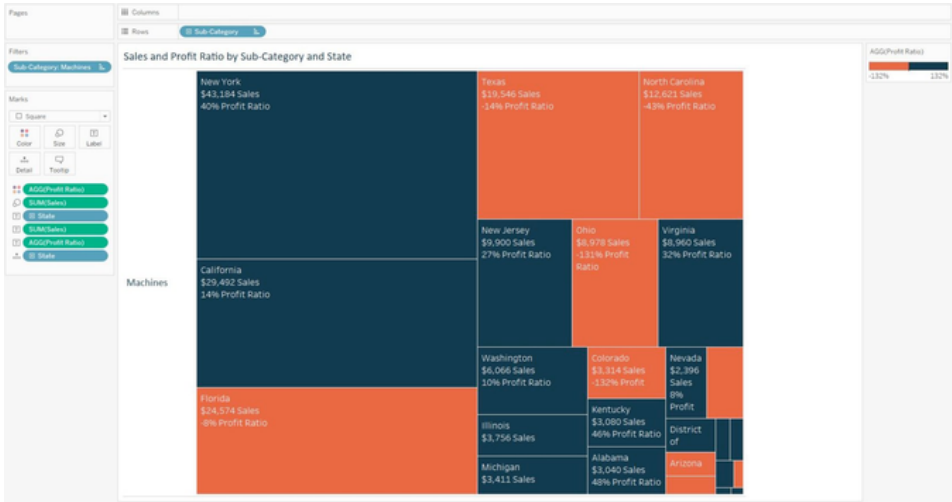 Pages
Columns
Rows
Sub-Category
Filters
Sub-Category: Machines
Marks
Square
Color
Size
Label
Detail
Tooltip
AGG(Profit Ratio)
SUM(Sales)
State
SUM(Sales)
AGG(Profit Ratio)
State
Sales and Profit Ratio by Sub-Category and State
Machines
New York
$43,184 Sales
40% Profit Ratio
California
$29,492 Sales
14% Profit Ratio
Florida
$24,574 Sales
-8% Profit Ratio
Texas
$19,546 Sales
-14% Profit Ratio
North Carolina
$12,621 Sales
-43% Profit Ratio
New Jersey
$9,900 Sales
27% Profit Ratio
Ohio
$8,978 Sales
-131% Profit
Ratio
Virginia
$8,960 Sales
32% Profit Ratio
Washington
$6,066 Sales
10% Profit Ratio
Illinois
$3,756 Sales
Michigan
$3,411 Sales
Colorado
$3,314 Sales
-132% Profit
Kentucky
$3,080 Sales
46% Profit Ratio
Alabama
$3,040 Sales
48% Profit Ratio
Nevada
$2,396
Sales
8%
Profit
District
of
Arizona
AGG(Profit Ratio)
-132% 132%